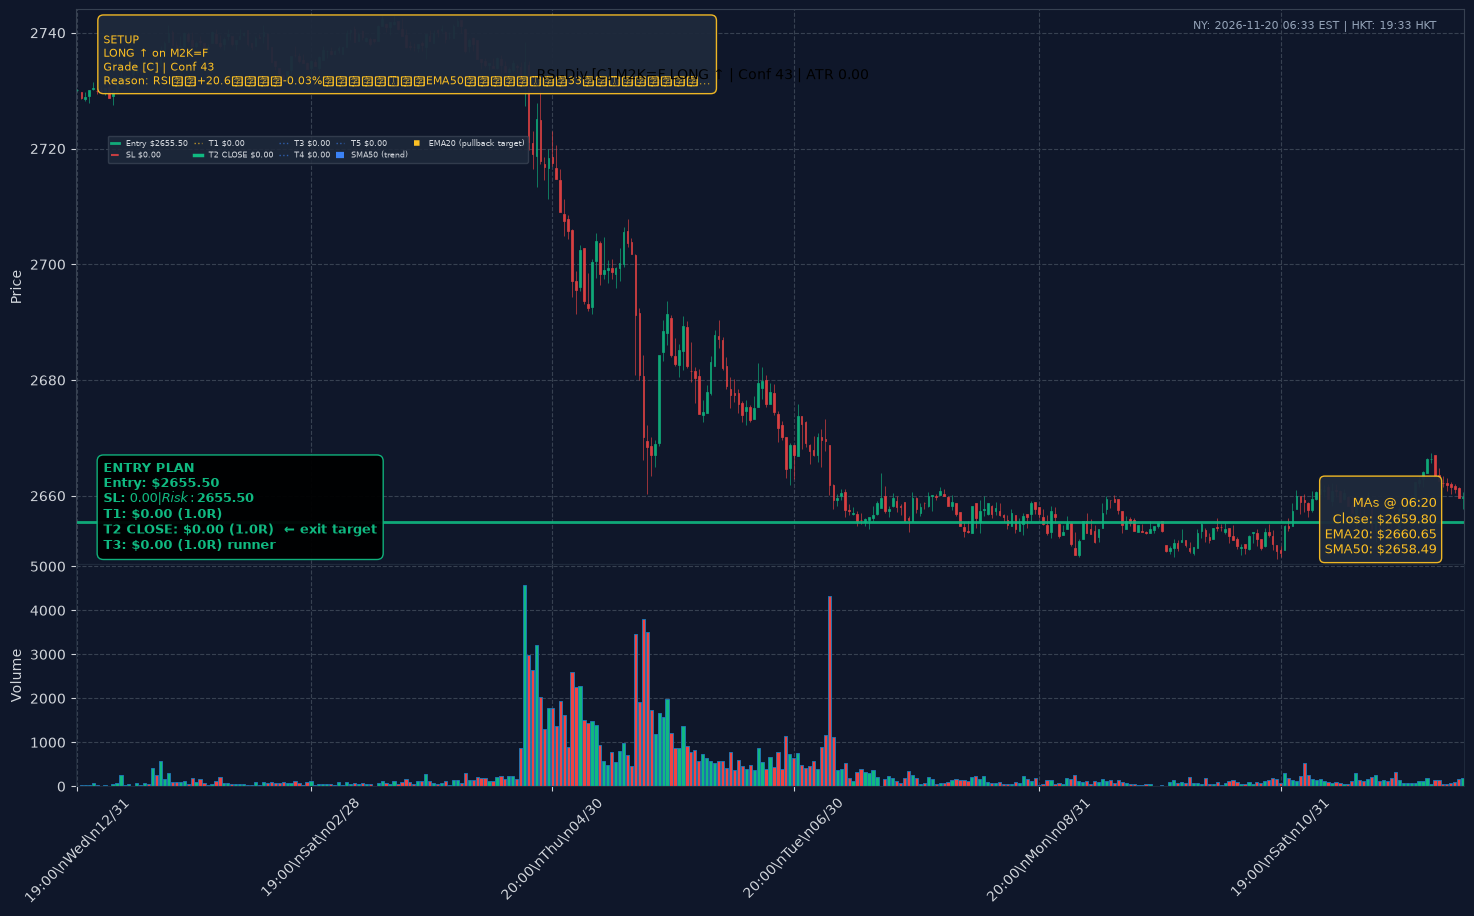 NY: 2026-11-20 06:33 EST | HKT: 19:33 HKT
SETUP
LONG ↑ on M2K=F
Grade [C] | Conf 43
RSI Div [C] M2K=F LONG ↑ | Conf 43 | ATR 0.00
Reason: RSI +20.6 -0.03% EMA50 33 ...
Entry $2655.50 T1 $0.00 T3 $0.00 T5 $0.00 EMA20 (pullback target)
SL $0.00 T2 CLOSE $0.00 T4 $0.00 SMA50 (trend)
Price
2740
2720
2700
2680
2660
ENTRY PLAN
Entry: $2655.50
SL: 0.00|Risk:2655.50
T1: $0.00 (1.0R)
T2 CLOSE: $0.00 (1.0R) ← exit target
T3: $0.00 (1.0R) runner
MAs @ 06:20
Close: $2659.80
EMA20: $2660.65
SMA50: $2658.49
Volume
5000
4000
3000
2000
1000
0
19:00\nWed\n12/31
19:00\nSat\n02/28
20:00\nThu\n04/30
20:00\nTue\n06/30
20:00\nMon\n08/31
19:00\nSat\n10/31